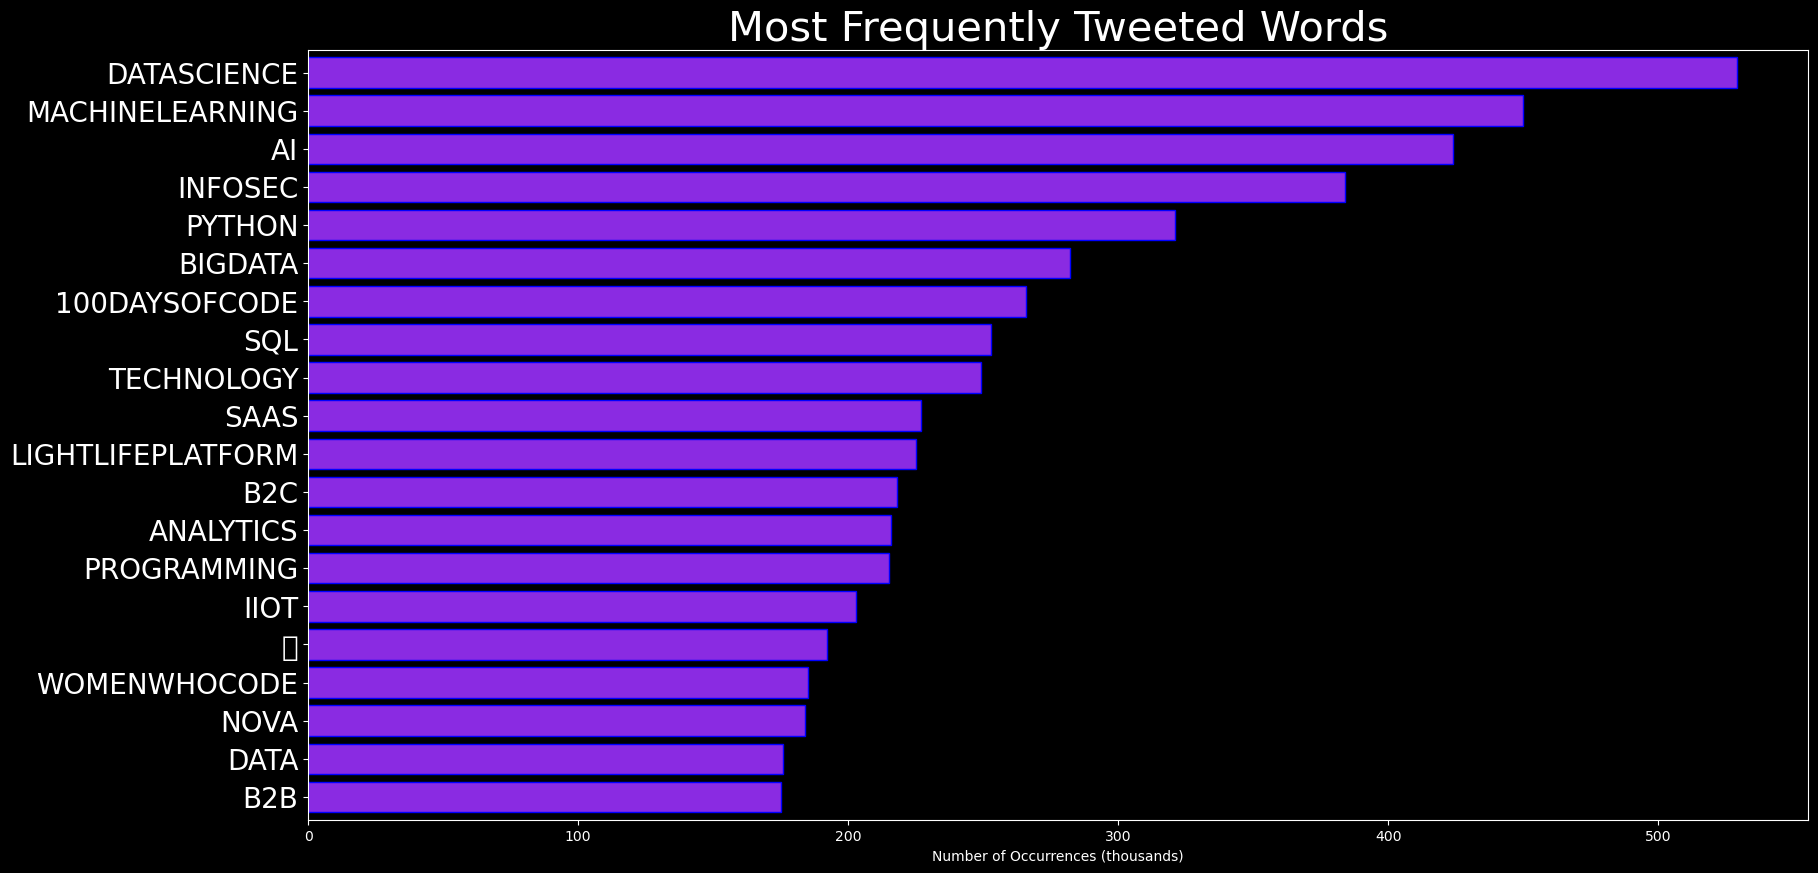 Most Frequently Tweeted Words
DATASCIENCE
MACHINELEARNING
AI
INFOSEC
PYTHON
BIGDATA
100DAYSOFCODE
SQL
TECHNOLOGY
SAAS
LIGHTLIFEPLATFORM
B2C
ANALYTICS
PROGRAMMING
IIOT
WOMENWHOCODE
NOVA
DATA
B2B
0 100 200 300 400 500
Number of Occurrences (thousands)